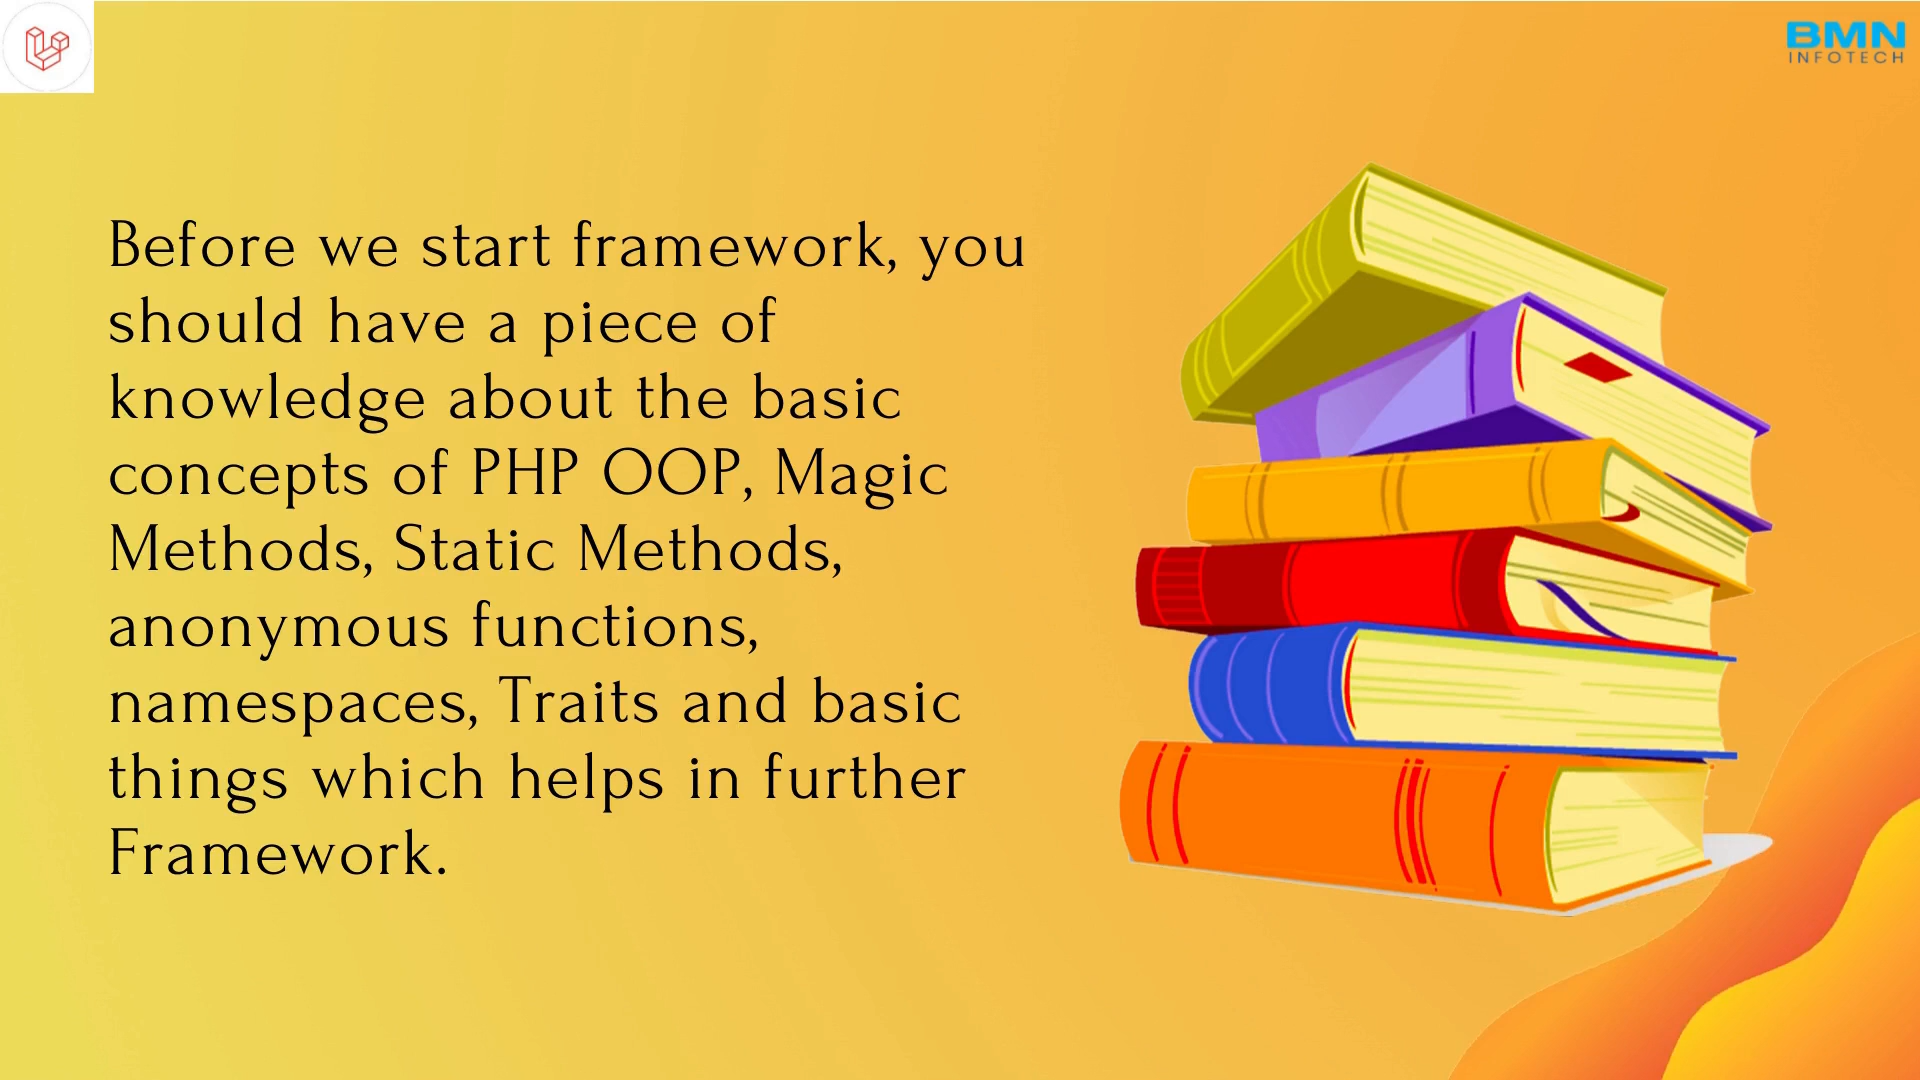 BMN
INFOTECH
Before we start framework, you
should have a piece of
knowledge about the basic
concepts of PHP OOP, Magic
Methods, Static Methods,
anonymous functions,
namespaces, Traits and basic
things which helps in further
Framework.